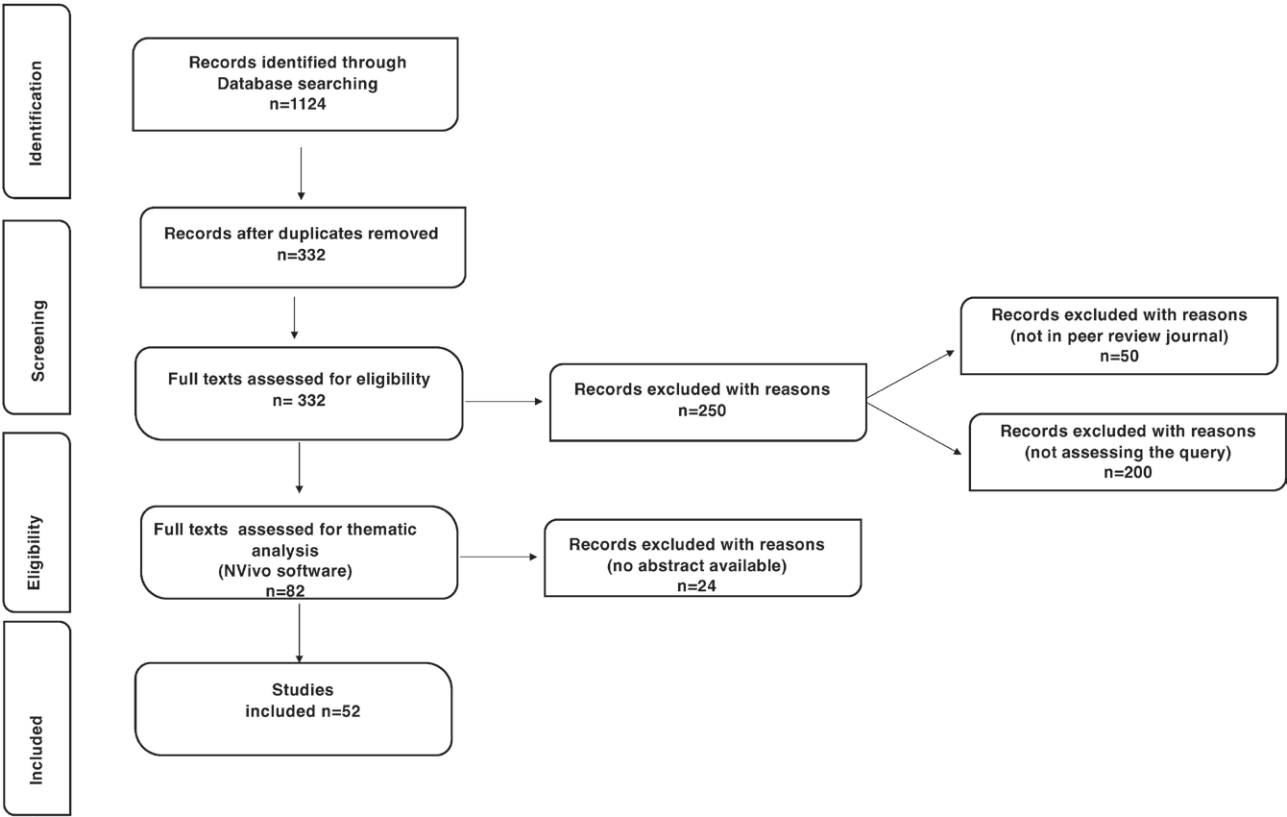 Identification
Records identified through
Database searching
n=1124
Screening
Records after duplicates removed
n=332
Full texts assessed for eligibility
n= 332
Records excluded with reasons
n=250
Records excluded with reasons
(not in peer review journal)
n=50
Records excluded with reasons
(not assessing the query)
n=200
Eligibility
Full texts  assessed for thematic
analysis
(NVivo software)
n=82
Records excluded with reasons
(no abstract available)
n=24
Included
Studies
included n=52